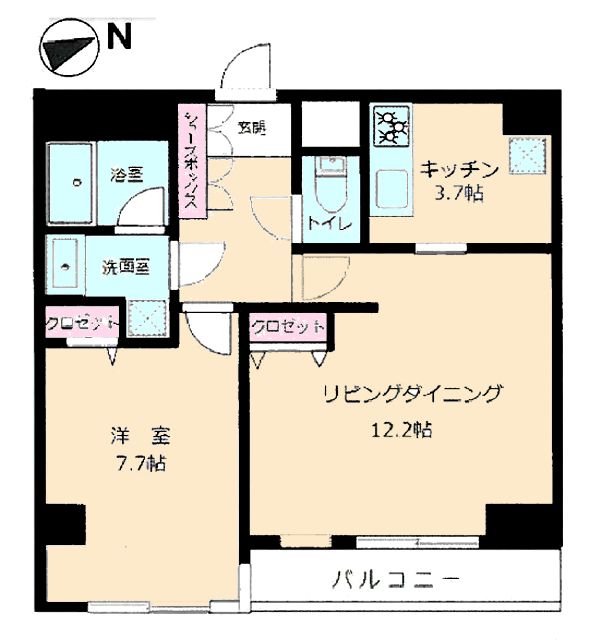 N
玄関
シューズボックス
浴室
キッチン
3.7帖
トイレ
洗面室
クロゼット
クロゼット
リビングダイニング
12.2帖
洋 室
7.7帖
バルコニー